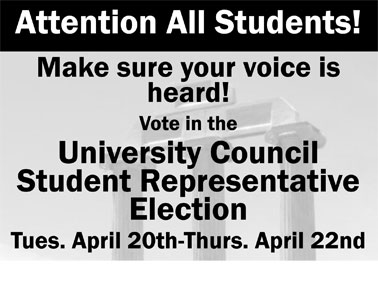 Attention All Students!
Make sure your voice is
heard!
Vote in the
University Council
Student Representative
Election
Tues. April 20th-Thurs. April 22nd